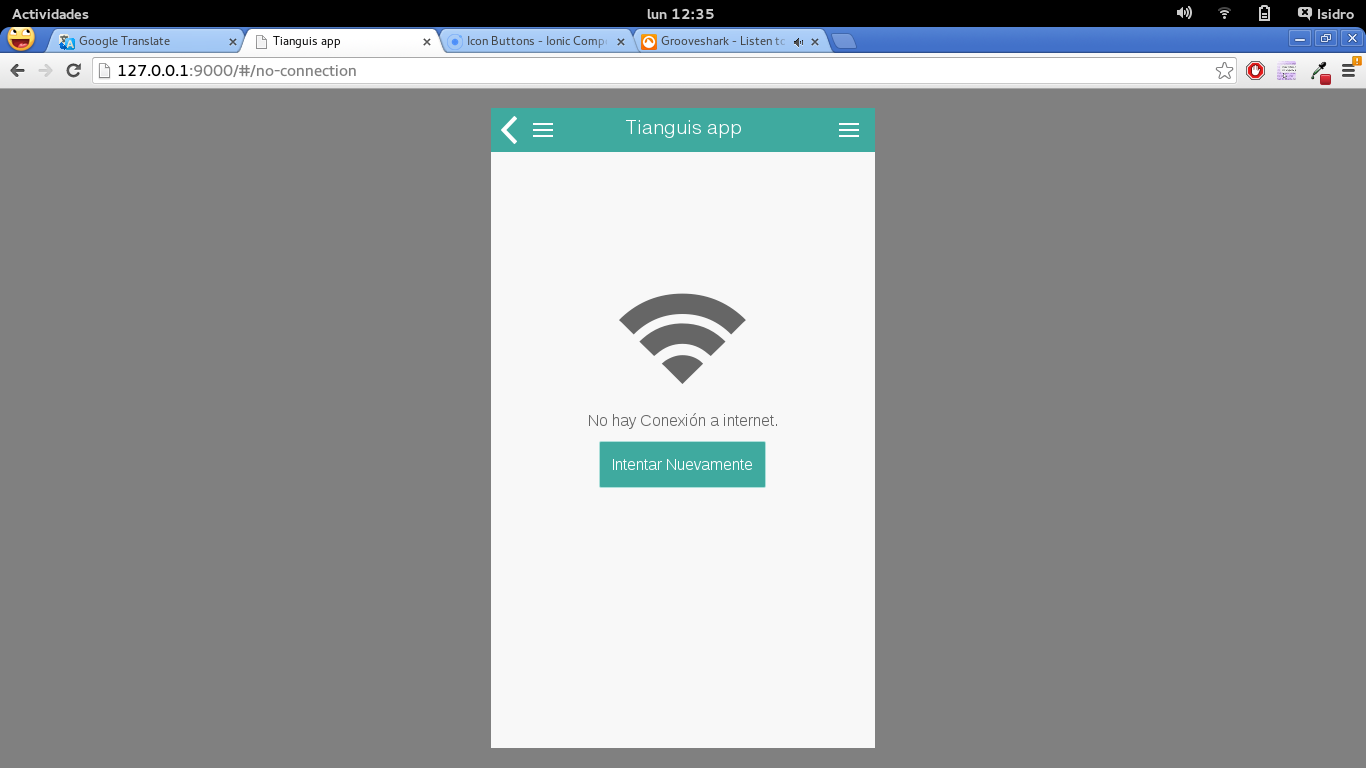 Actividades
lun 12:35
Isidro
Google Translate
Tianguis app
Icon Buttons - Ionic Comp
Grooveshark - Listen to
127.0.0.1:9000/#/no-connection
Tianguis app
No hay Conexión a internet.
Intentar Nuevamente